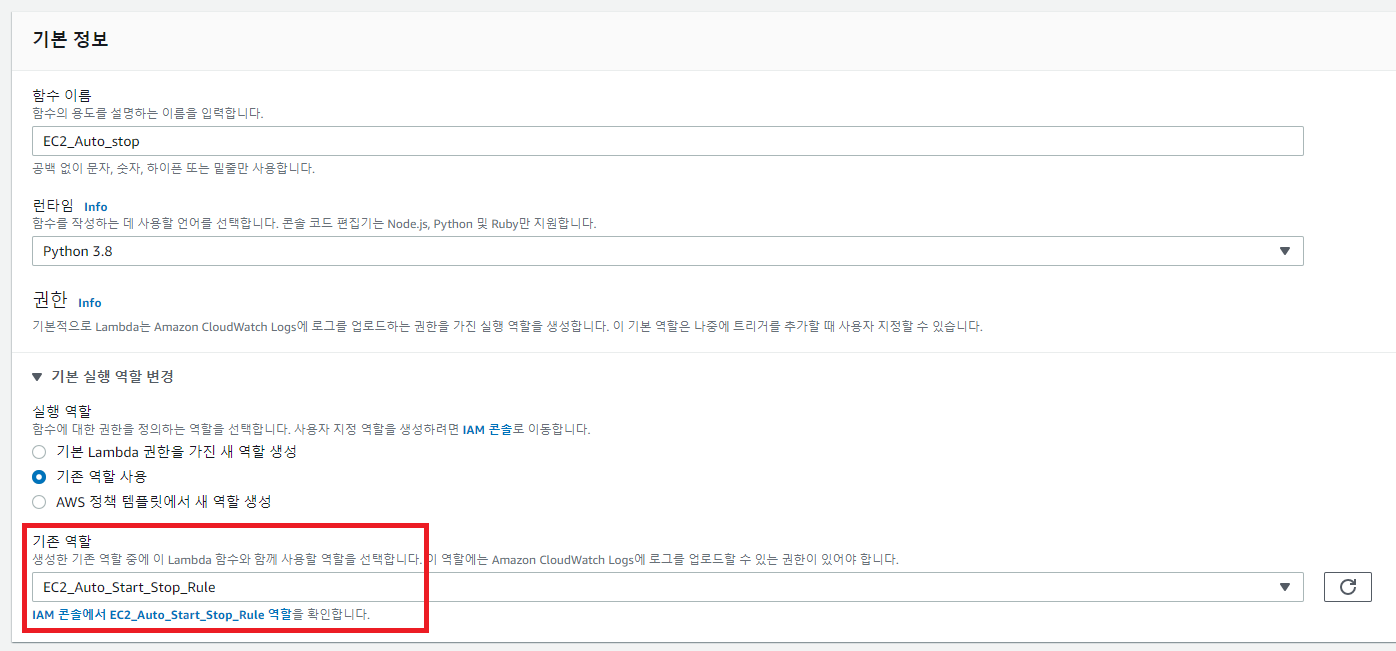 기본 정보
함수 이름
함수의 용도를 설명하는 이름을 입력합니다.
EC2_Auto_stop
공백 없이 문자, 숫자, 하이픈 또는 밑줄만 사용합니다.
런타임 Info
함수를 작성하는 데 사용할 언어를 선택합니다. 콘솔 코드 편집기는 Node.js, Python 및 Ruby만 지원합니다.
Python 3.8
권한 Info
기본적으로 Lambda는 Amazon CloudWatch Logs에 로그를 업로드하는 권한을 가진 실행 역할을 생성합니다. 이 기본 역할은 나중에 트리거를 추가할 때 사용자 지정할 수 있습니다.
기본 실행 역할 변경
실행 역할
함수에 대한 권한을 정의하는 역할을 선택합니다. 사용자 지정 역할을 생성하려면 IAM 콘솔로 이동합니다.
기본 Lambda 권한을 가진 새 역할 생성
기존 역할 사용
AWS 정책 템플릿에서 새 역할 생성
기존 역할
생성한 기존 역할 중에 이 Lambda 함수와 함께 사용할 역할을 선택합니다. 이 역할에는 Amazon CloudWatch Logs에 로그를 업로드할 수 있는 권한이 있어야 합니다.
EC2_Auto_Start_Stop_Rule
IAM 콘솔에서 EC2_Auto_Start_Stop_Rule 역할을 확인합니다.